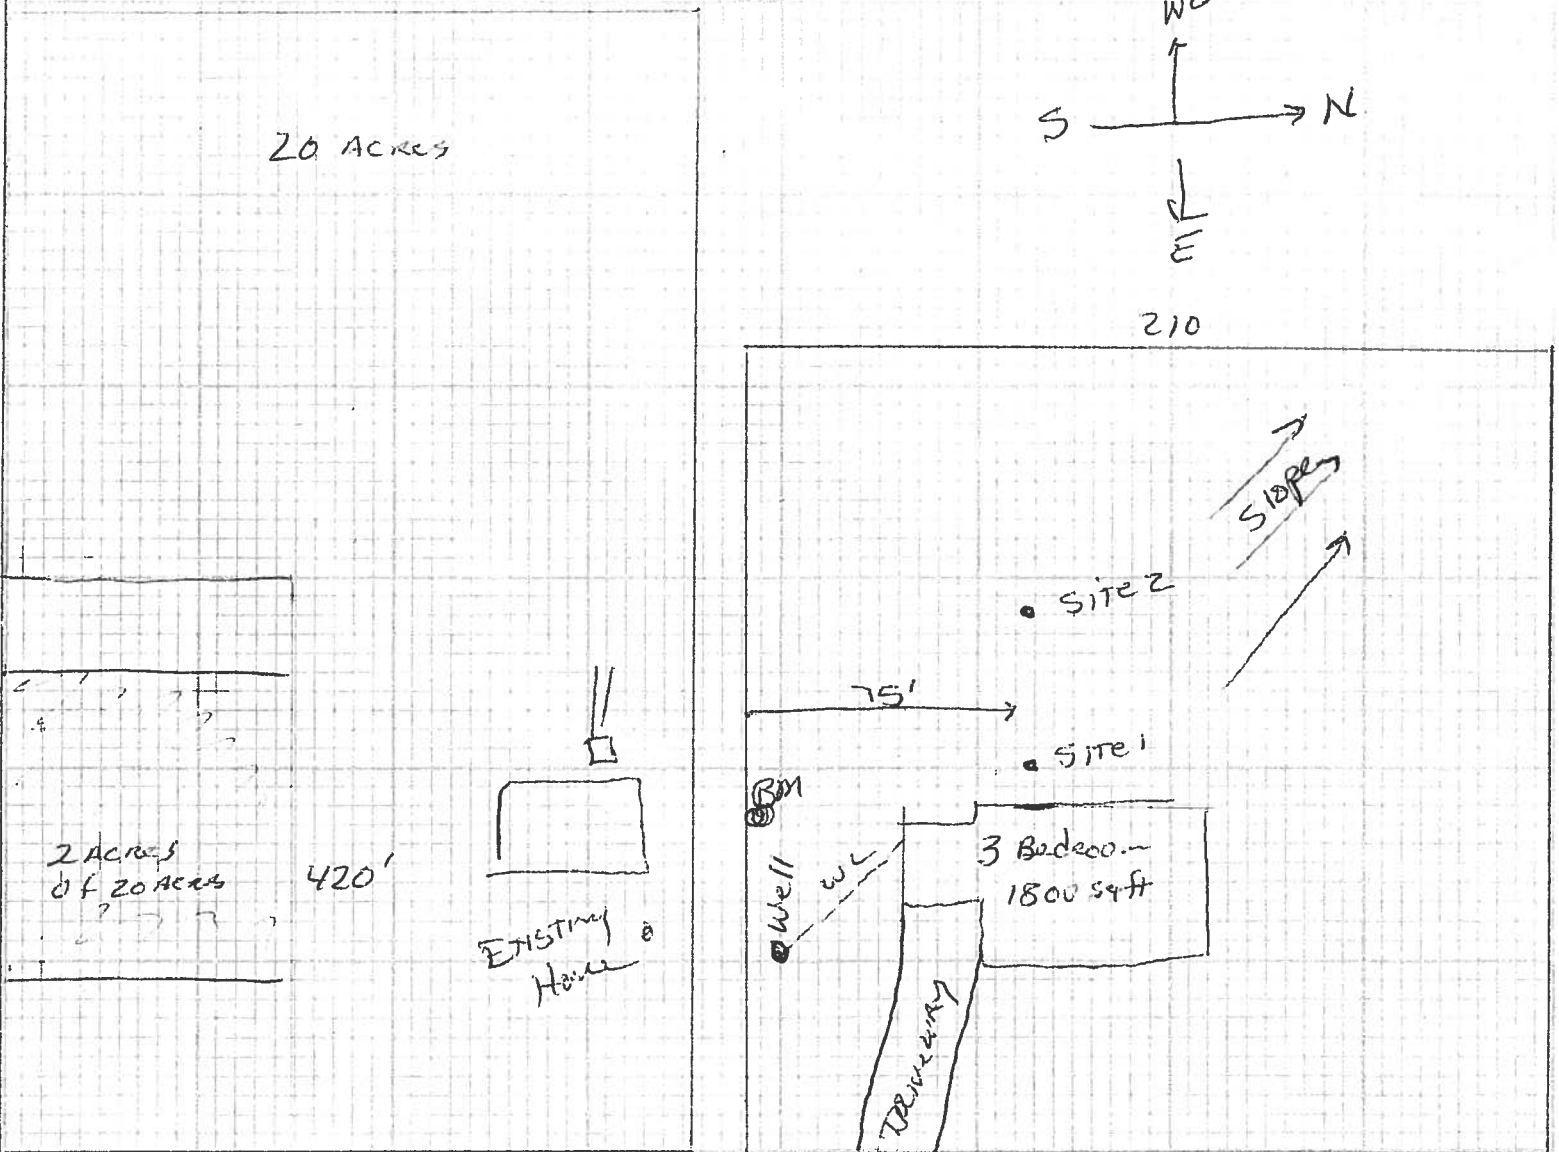 20 ACRES
2 ACRES
of 20 ACRES
420'
Existing
House
W
S
N
E
210
Slope
Site 2
75'
Site 1
BM
Well
WL
3 Bedroom
1800 sqft
Driveway